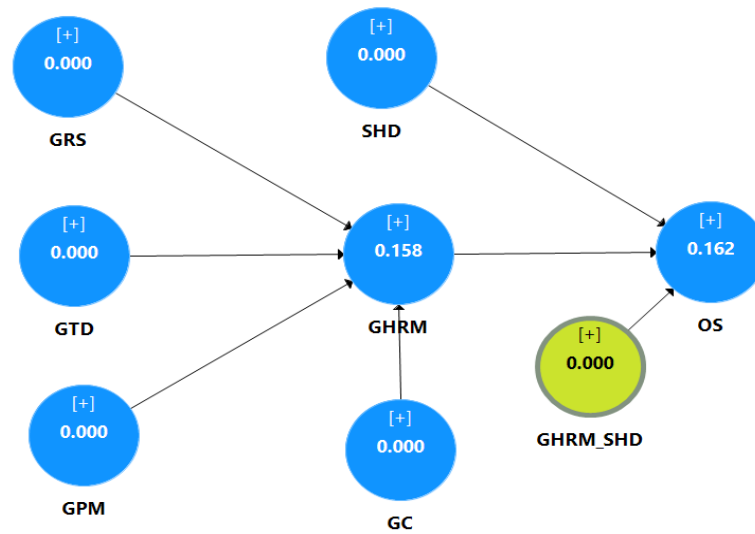 [+]
0.000
GRS
[+]
0.000
SHD
[+]
0.000
GTD
[+]
0.158
GHRM
[+]
0.162
OS
[+]
0.000
GHRM_SHD
[+]
0.000
GPM
[+]
0.000
GC